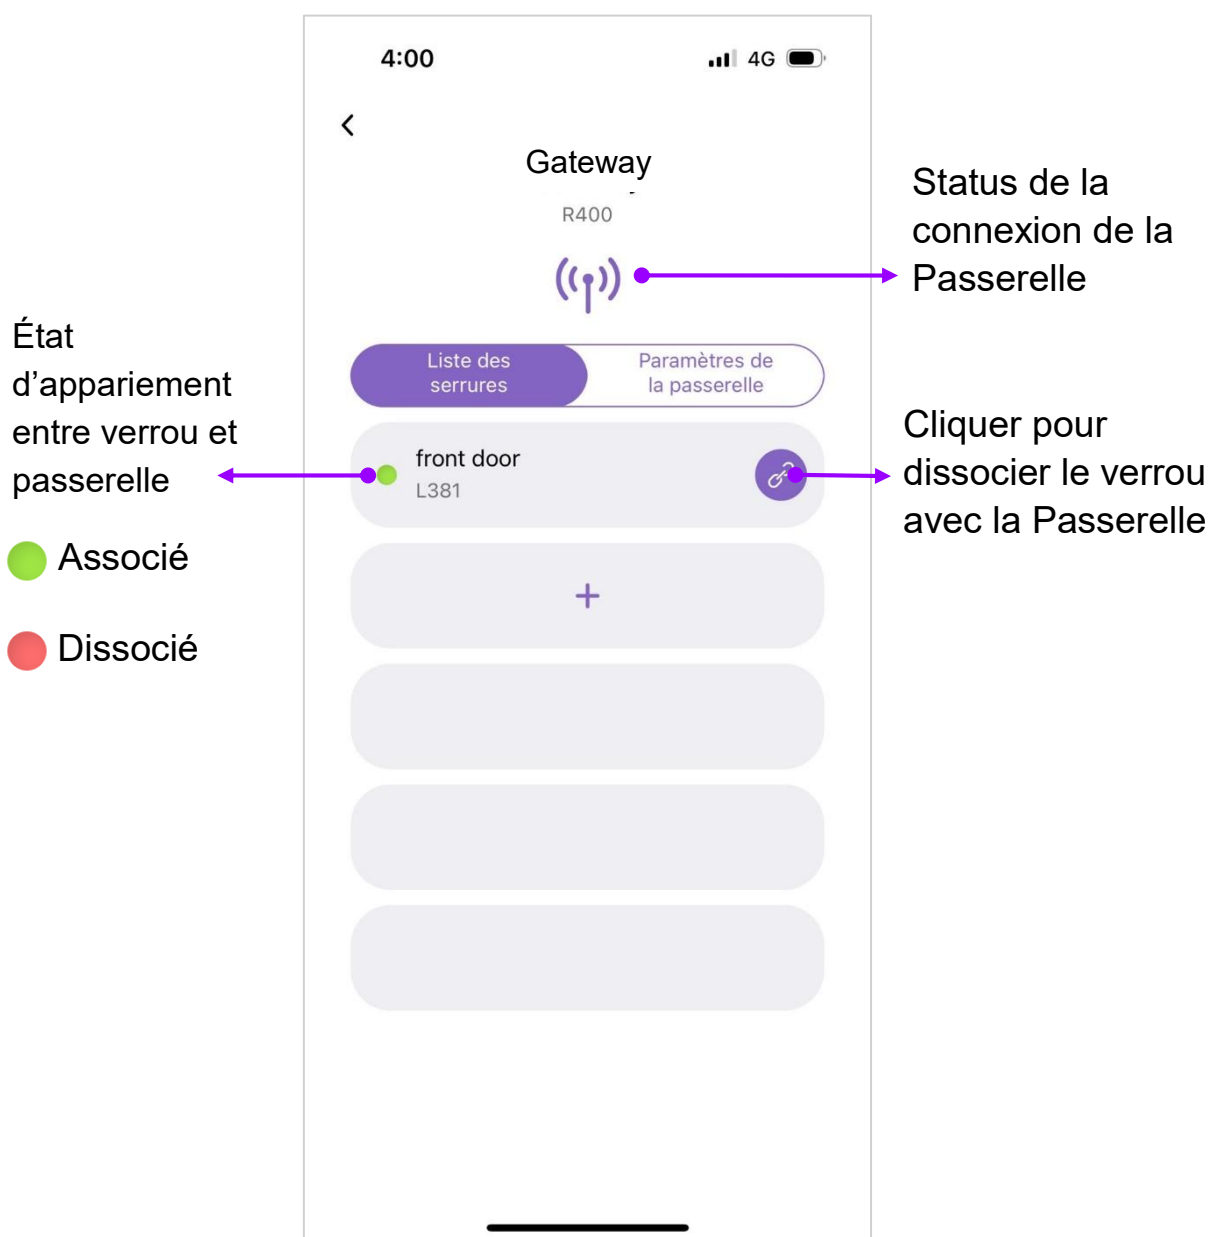 4:00
4G
Gateway
R400
Status de la
connexion de la
Passerelle
État
d’appariement
entre verrou et
passerelle
Associé
Dissocié
Liste des
serrures
Paramètres de
la passerelle
front door
L381
Cliquer pour
dissocier le verrou
avec la Passerelle
+